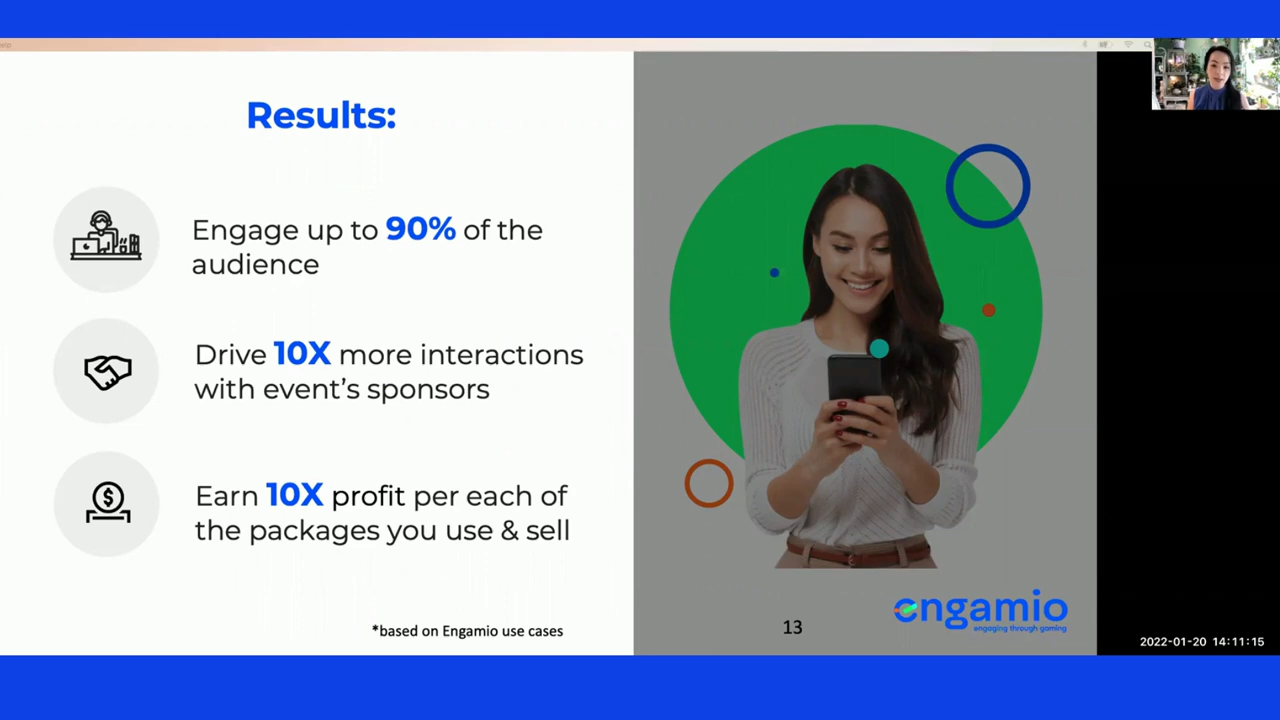 Results:
Engage up to 90% of the
audience
Drive 10X more interactions
with event's sponsors
Earn 10X profit per each of
the packages you use & sell
*based on Engamio use cases
13
engamio
engaging through gaming
2022-01-20 14:11:15